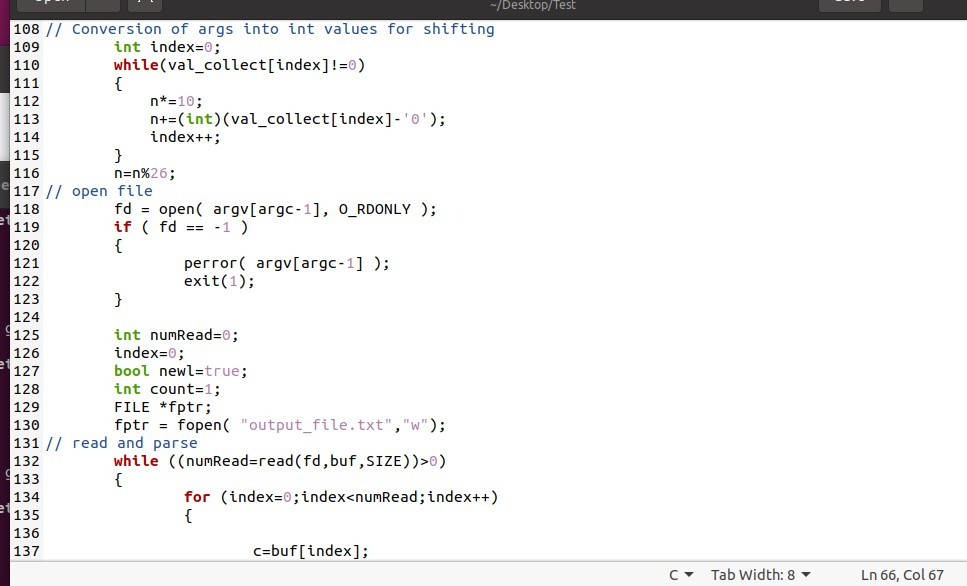 ~/Desktop/Test
108 // Conversion of args into int values for shifting
109 int index=0;
110 while(val_collect[index]!=0)
111 {
112 n*=10;
113 n+=(int)(val_collect[index]-'0');
114 index++;
115 }
116 n=n%26;
117 // open file
118 fd = open( argv[argc-1], O_RDONLY );
119 if ( fd == -1 )
120 {
121 perror( argv[argc-1] );
122 exit(1);
123 }
124
125 int numRead=0;
126 index=0;
127 bool newl=true;
128 int count=1;
129 FILE *fptr;
130 fptr = fopen( "output_file.txt","w");
131 // read and parse
132 while ((numRead=read(fd,buf,SIZE))>0)
133 {
134 for (index=0;index<numRead;index++)
135 {
136
137 c=buf[index];
C Tab Width: 8 Ln 66, Col 67